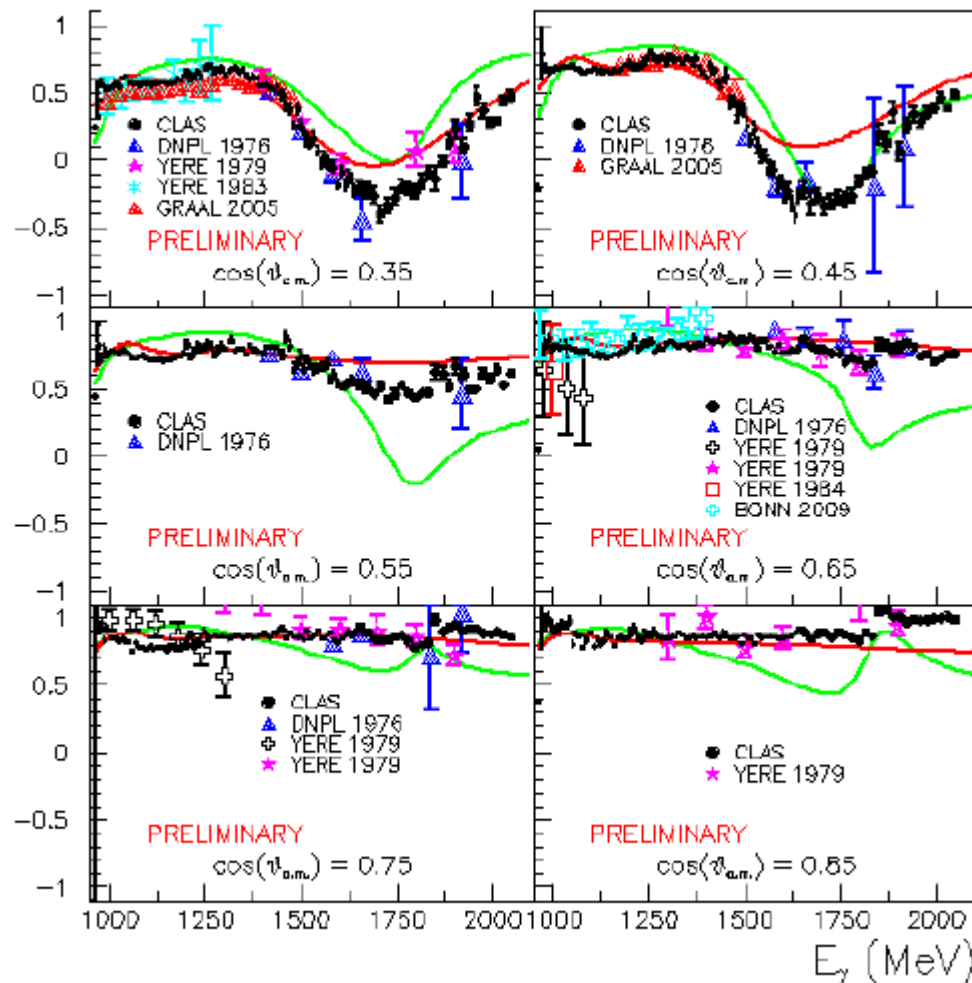 1
0.5
0
-0.5
-1
CLAS
DNPL 1976
YERE 1979
YERE 1983
GRAAL 2005
PRELIMINARY
cos(ϑc.m.) = 0.35
CLAS
DNPL 1976
GRAAL 2005
PRELIMINARY
cos(ϑc.m.) = 0.45
1
0.5
0
-0.5
1
CLAS
DNPL 1976
PRELIMINARY
cos(ϑc.m.) = 0.55
CLAS
DNPL 1976
YERE 1979
YERE 1979
YERE 1984
BONN 2009
PRELIMINARY
cos(ϑc.m.) = 0.65
1
0.5
0
-0.5
-1
CLAS
DNPL 1976
YERE 1979
YERE 1979
PRELIMINARY
cos(ϑc.m.) = 0.75
CLAS
YERE 1979
PRELIMINARY
cos(ϑc.m.) = 0.85
1000 1250 1500 1750 2000 1000 1250 1500 1750 2000
Eγ (MeV)